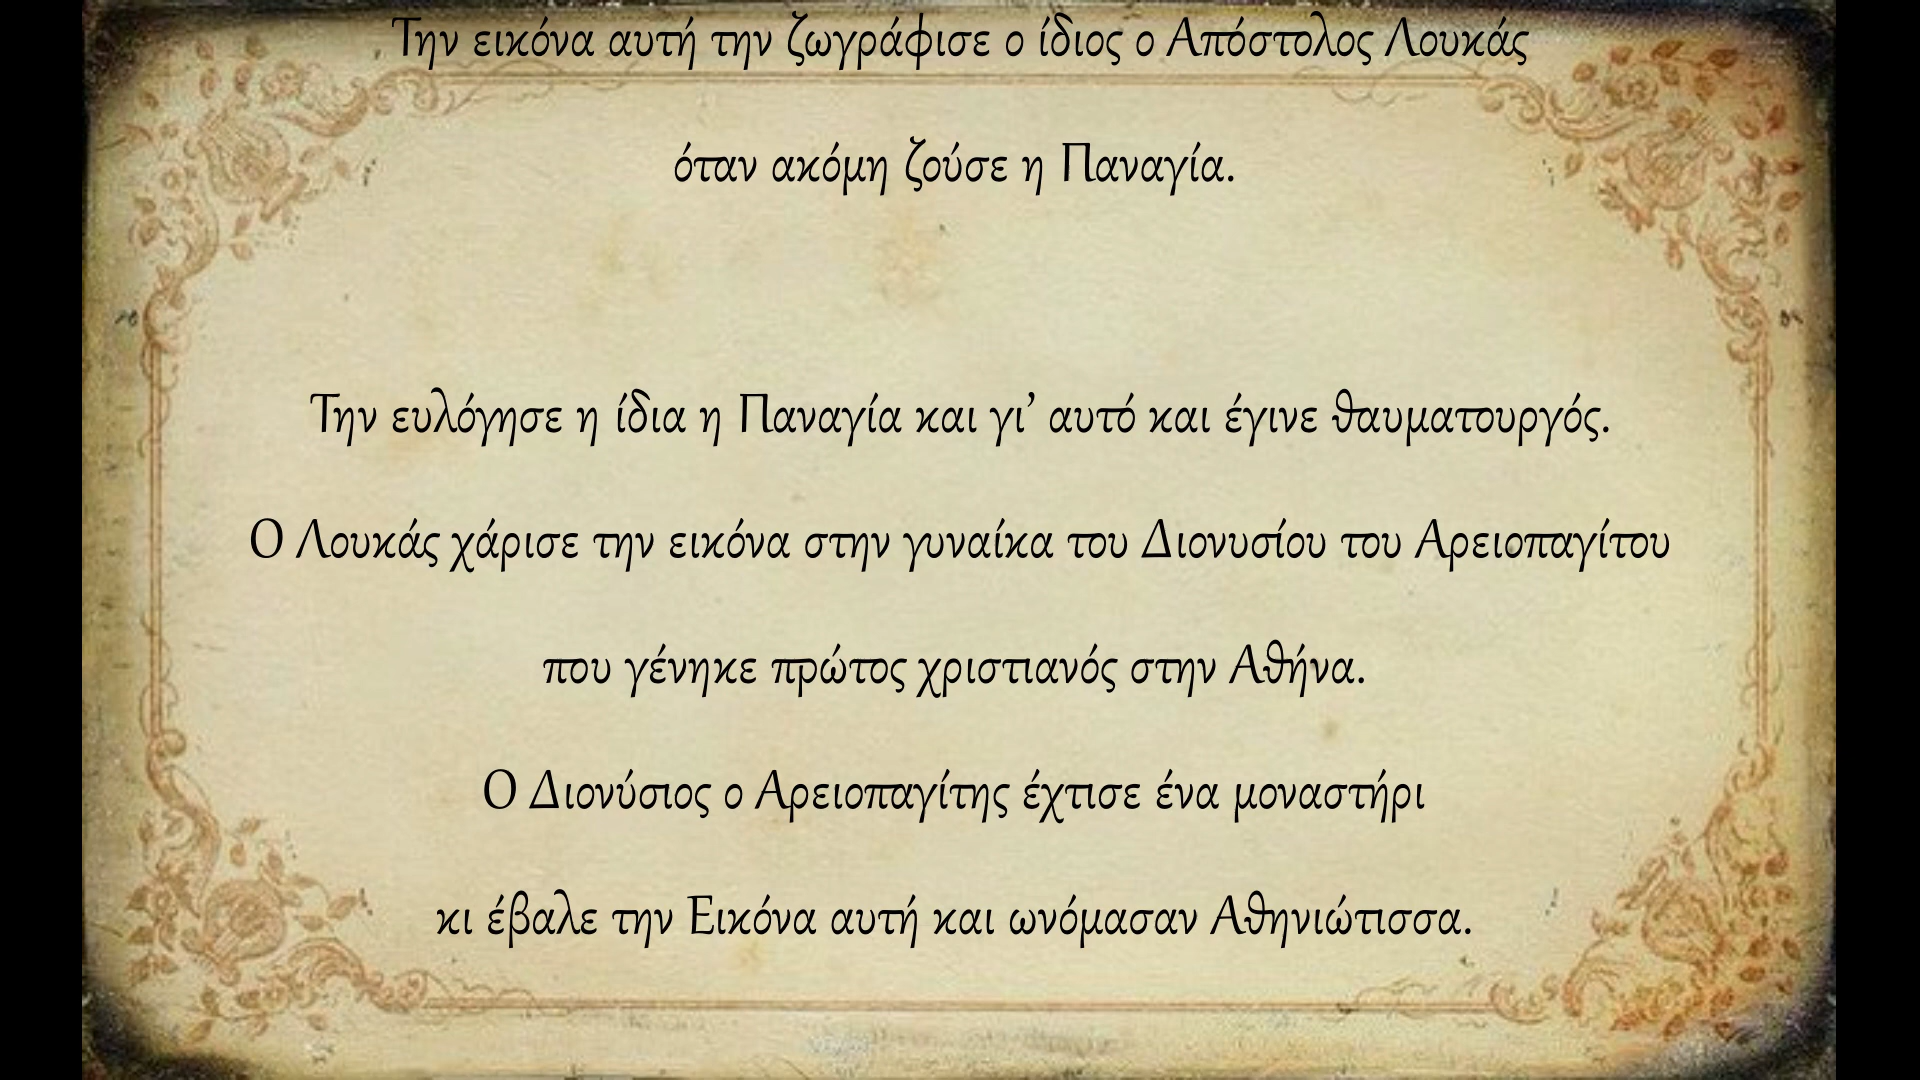 Την εικόνα αυτή την ζωγράφισε ο ίδιος ο Απόστολος Λουκάς
όταν ακόμη ζούσε η Παναγία.
Την ευλόγησε η ίδια η Παναγία και γι’ αυτό και έγινε θαυματουργός.
Ο Λουκάς χάρισε την εικόνα στην γυναίκα του Διονυσίου του Αρειοπαγίτου
που γένηκε πρώτος χριστιανός στην Αθήνα.
Ο Διονύσιος ο Αρειοπαγίτης έχτισε ένα μοναστήρι
κι έβαλε την Εικόνα αυτή και ωνόμασαν Αθηνιώτισσα.